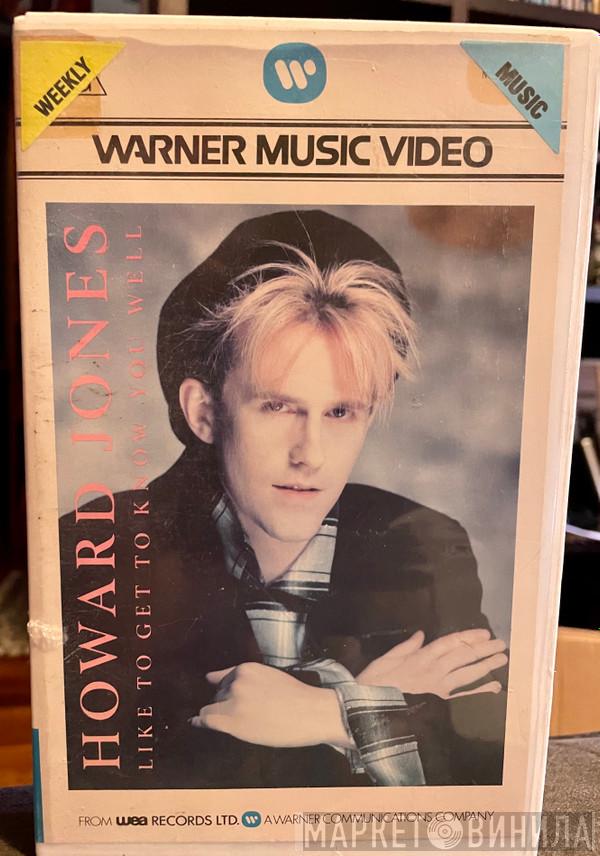 WEEKLY
MUSIC
WARNER MUSIC VIDEO
HOWARD JONES
LIKE TO GET TO KNOW YOU WELL
FROM wea RECORDS LTD. W A WARNER COMMUNICATIONS COMPANY
МАРКЕТ ВИНИЛА